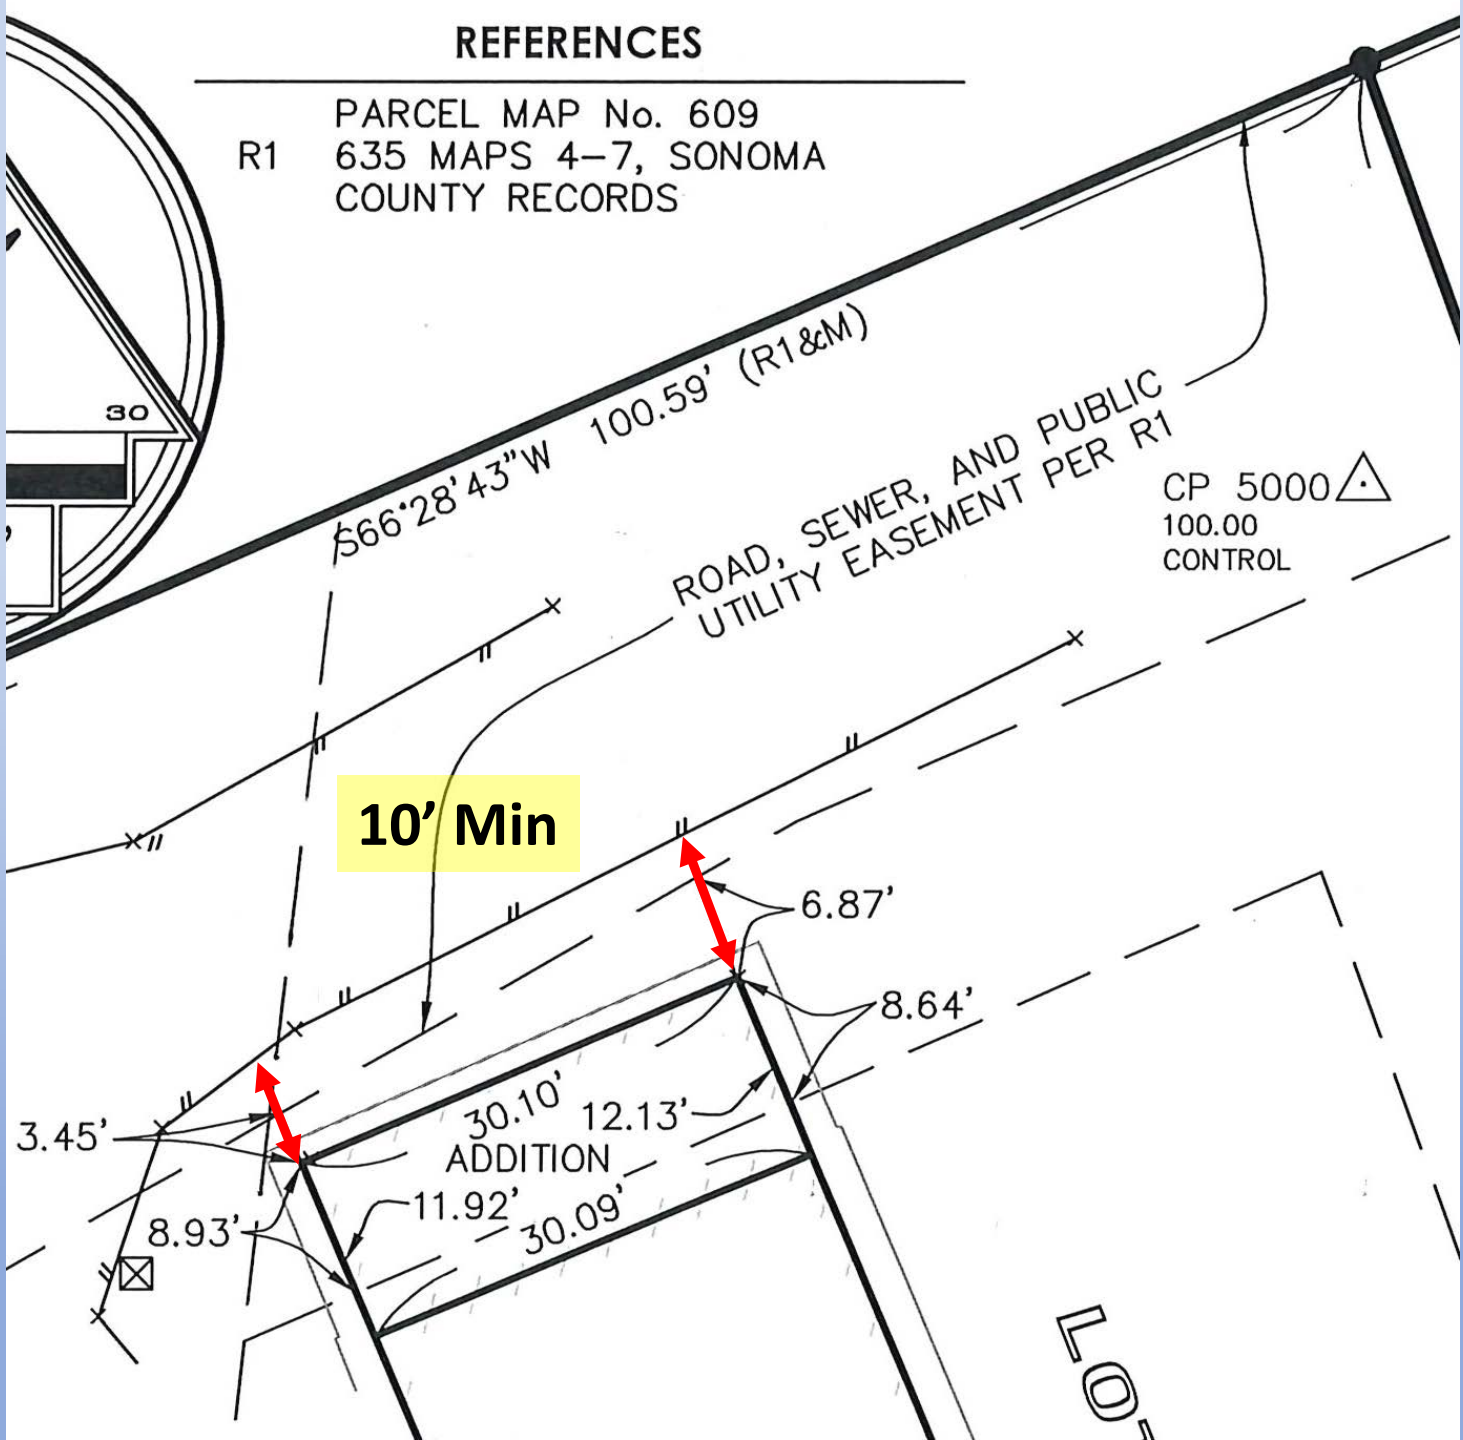 REFERENCES
PARCEL MAP No. 609
R1 635 MAPS 4-7, SONOMA
COUNTY RECORDS
30
S66°28'43"W 100.59' (R1&M)
ROAD, SEWER, AND PUBLIC
UTILITY EASEMENT PER R1
CP 5000
100.00
CONTROL
10' Min
6.87'
8.64'
30.10'
12.13'
3.45'
ADDITION
11.92'
8.93'
30.09'